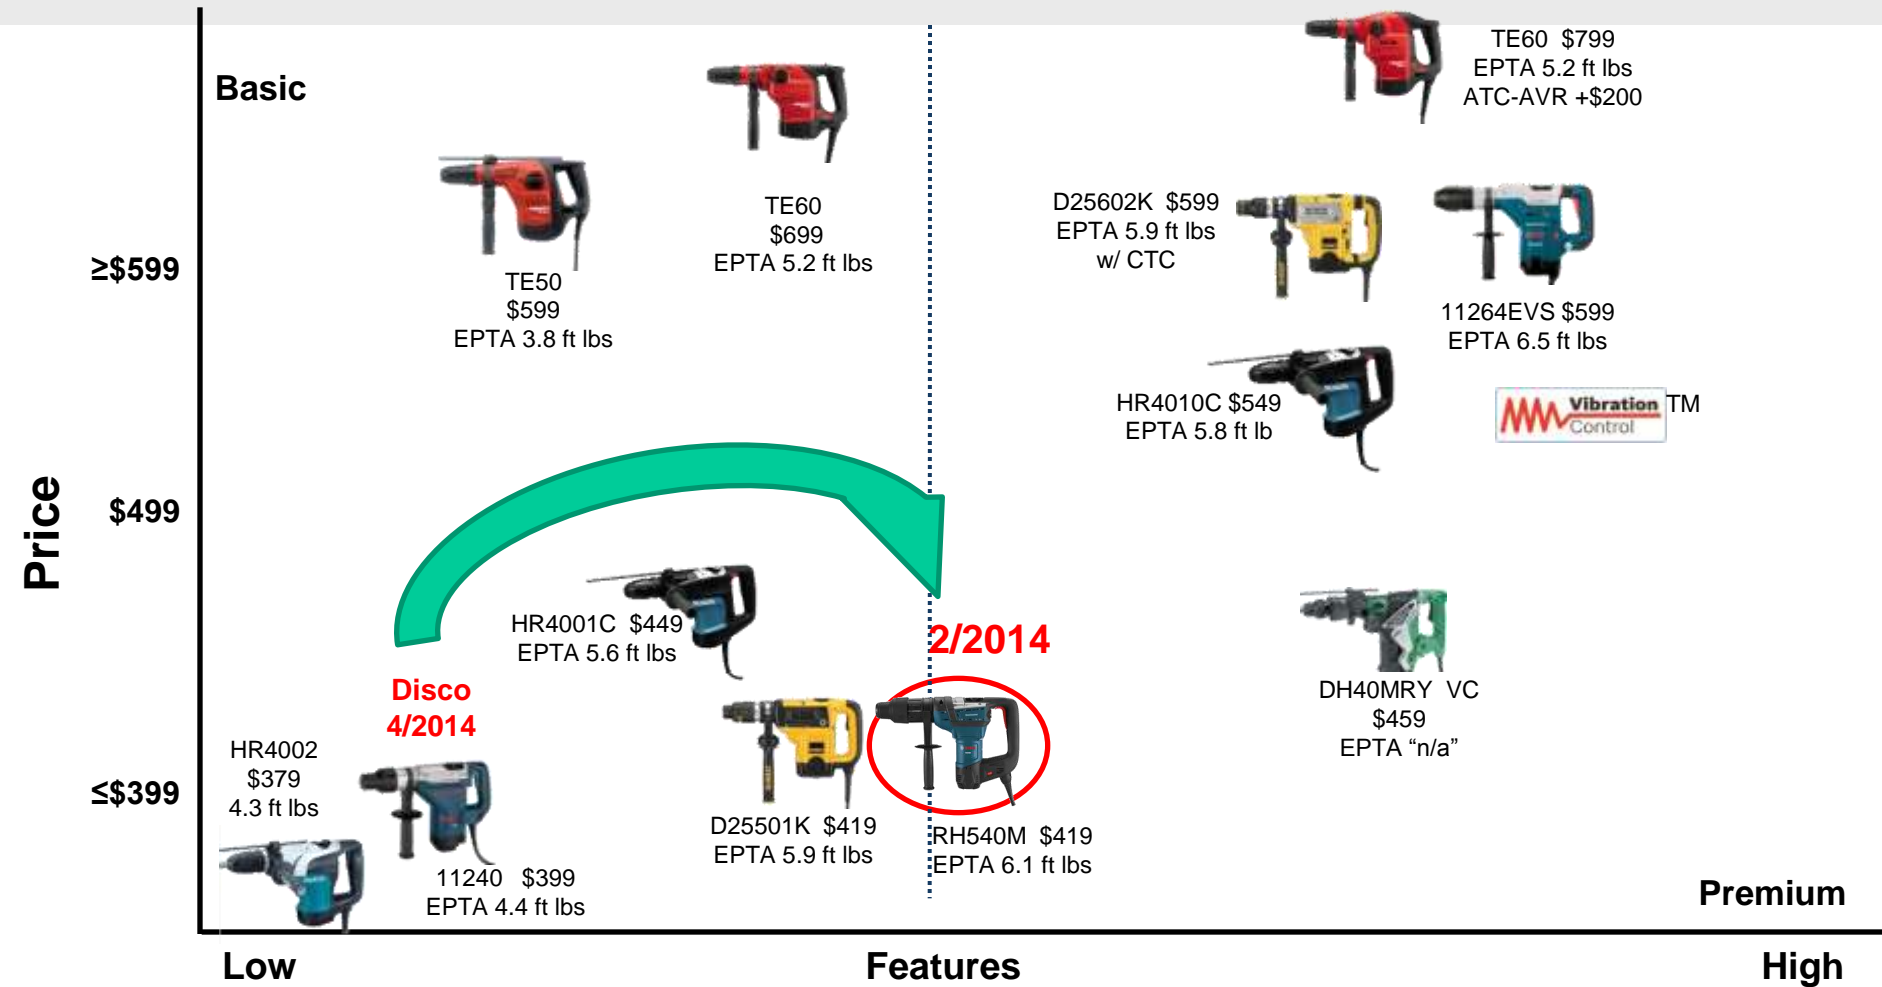 Basic
TE60 $799
EPTA 5.2 ft lbs
ATC-AVR +$200
TE60
$699
EPTA 5.2 ft lbs
TE50
$599
EPTA 3.8 ft lbs
D25602K $599
EPTA 5.9 ft lbs
w/ CTC
11264EVS $599
EPTA 6.5 ft lbs
≥$599
HR4010C $549
EPTA 5.8 ft lb
Vibration TM
Control
Price
$499
HR4001C $449
EPTA 5.6 ft lbs
2/2014
Disco
4/2014
DH40MRY VC
$459
EPTA “n/a”
HR4002
$379
4.3 ft lbs
≤$399
D25501K $419
EPTA 5.9 ft lbs
RH540M $419
EPTA 6.1 ft lbs
11240 $399
EPTA 4.4 ft lbs
Premium
Low
Features
High